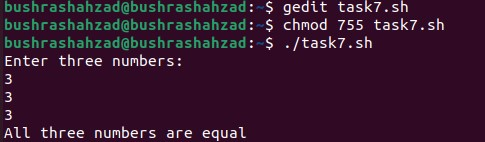 bushrashahzad@bushrashahzad:~$ gedit task7.sh
bushrashahzad@bushrashahzad:~$ chmod 755 task7.sh
bushrashahzad@bushrashahzad:~$ ./task7.sh
Enter three numbers:
3
3
3
All three numbers are equal